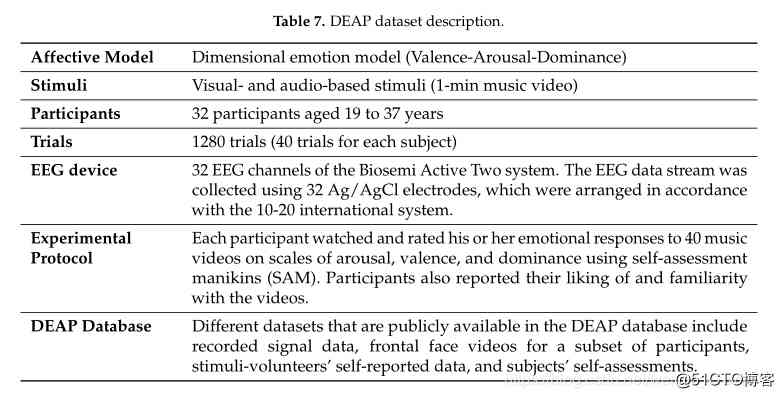 Table 7. DEAP dataset description.
Affective Model Dimensional emotion model (Valence-Arousal-Dominance)
Stimuli Visual- and audio-based stimuli (1-min music video)
Participants 32 participants aged 19 to 37 years
Trials 1280 trials (40 trials for each subject)
EEG device 32 EEG channels of the Biosemi Active Two system. The EEG data stream was
collected using 32 Ag/AgCl electrodes, which were arranged in accordance
with the 10-20 international system.
Experimental Each participant watched and rated his or her emotional responses to 40 music
Protocol videos on scales of arousal, valence, and dominance using self-assessment
manikins (SAM). Participants also reported their liking of and familiarity
with the videos.
DEAP Database Different datasets that are publicly available in the DEAP database include
recorded signal data, frontal face videos for a subset of participants,
stimuli-volunteers' self-reported data, and subjects' self-assessments.
@51CTO博客